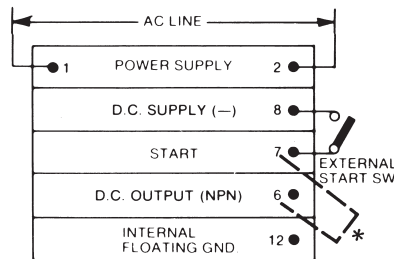 AC LINE
1 POWER SUPPLY 2
D.C. SUPPLY (—) 8
START 7
EXTERNAL
START SW
D.C. OUTPUT (NPN) 6
*
INTERNAL
FLOATING GND. 12